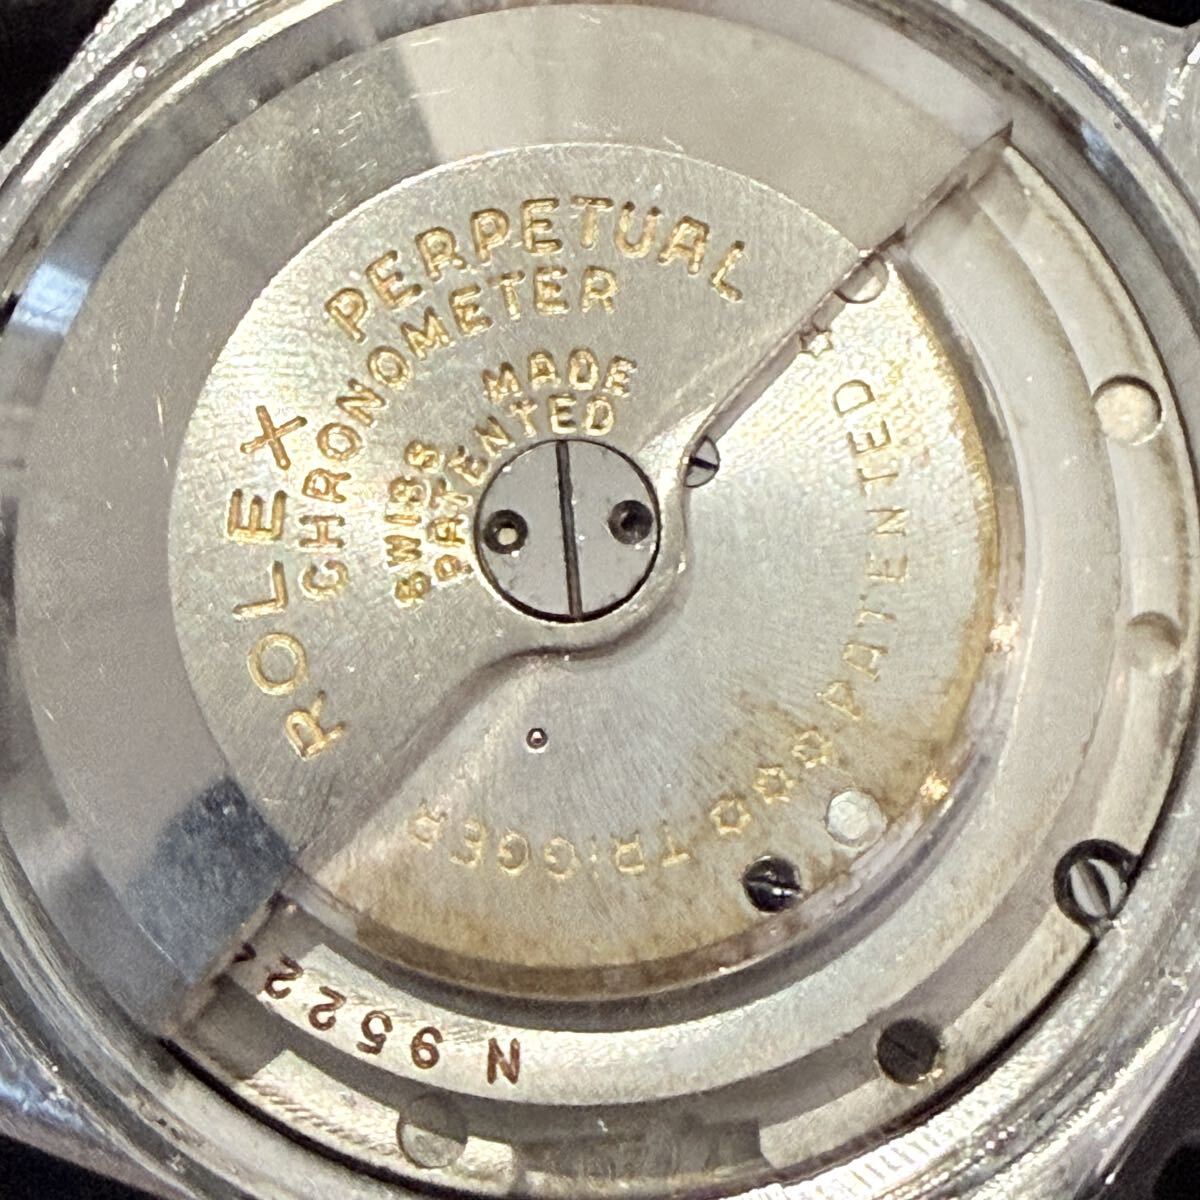 ROLEX PERPETUAL
CHRONOMETER
SWISS MADE
PATENTED
PATENTED
TRIGGER
N 9522